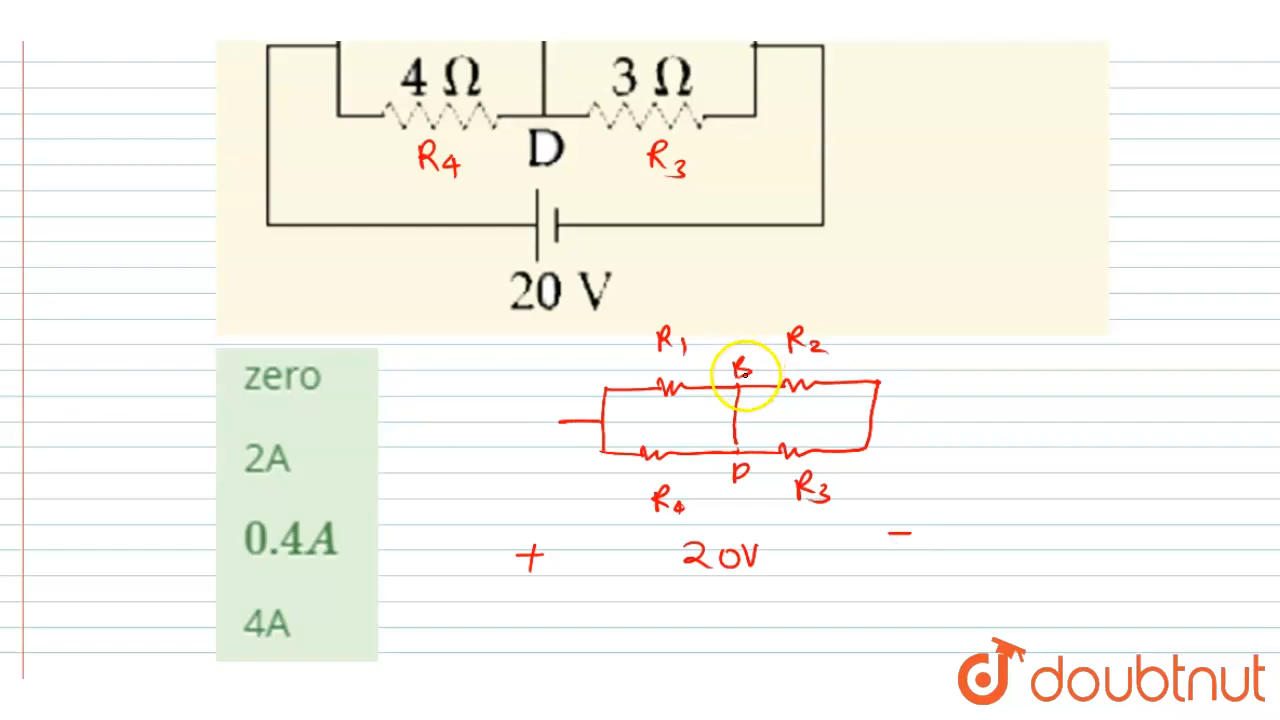 4 Ω 3 Ω
R4 D R3
20 V
zero
2A
0.4A
4A
R1 R2
B
D
R4 R3
+ 20V −
doubtnut